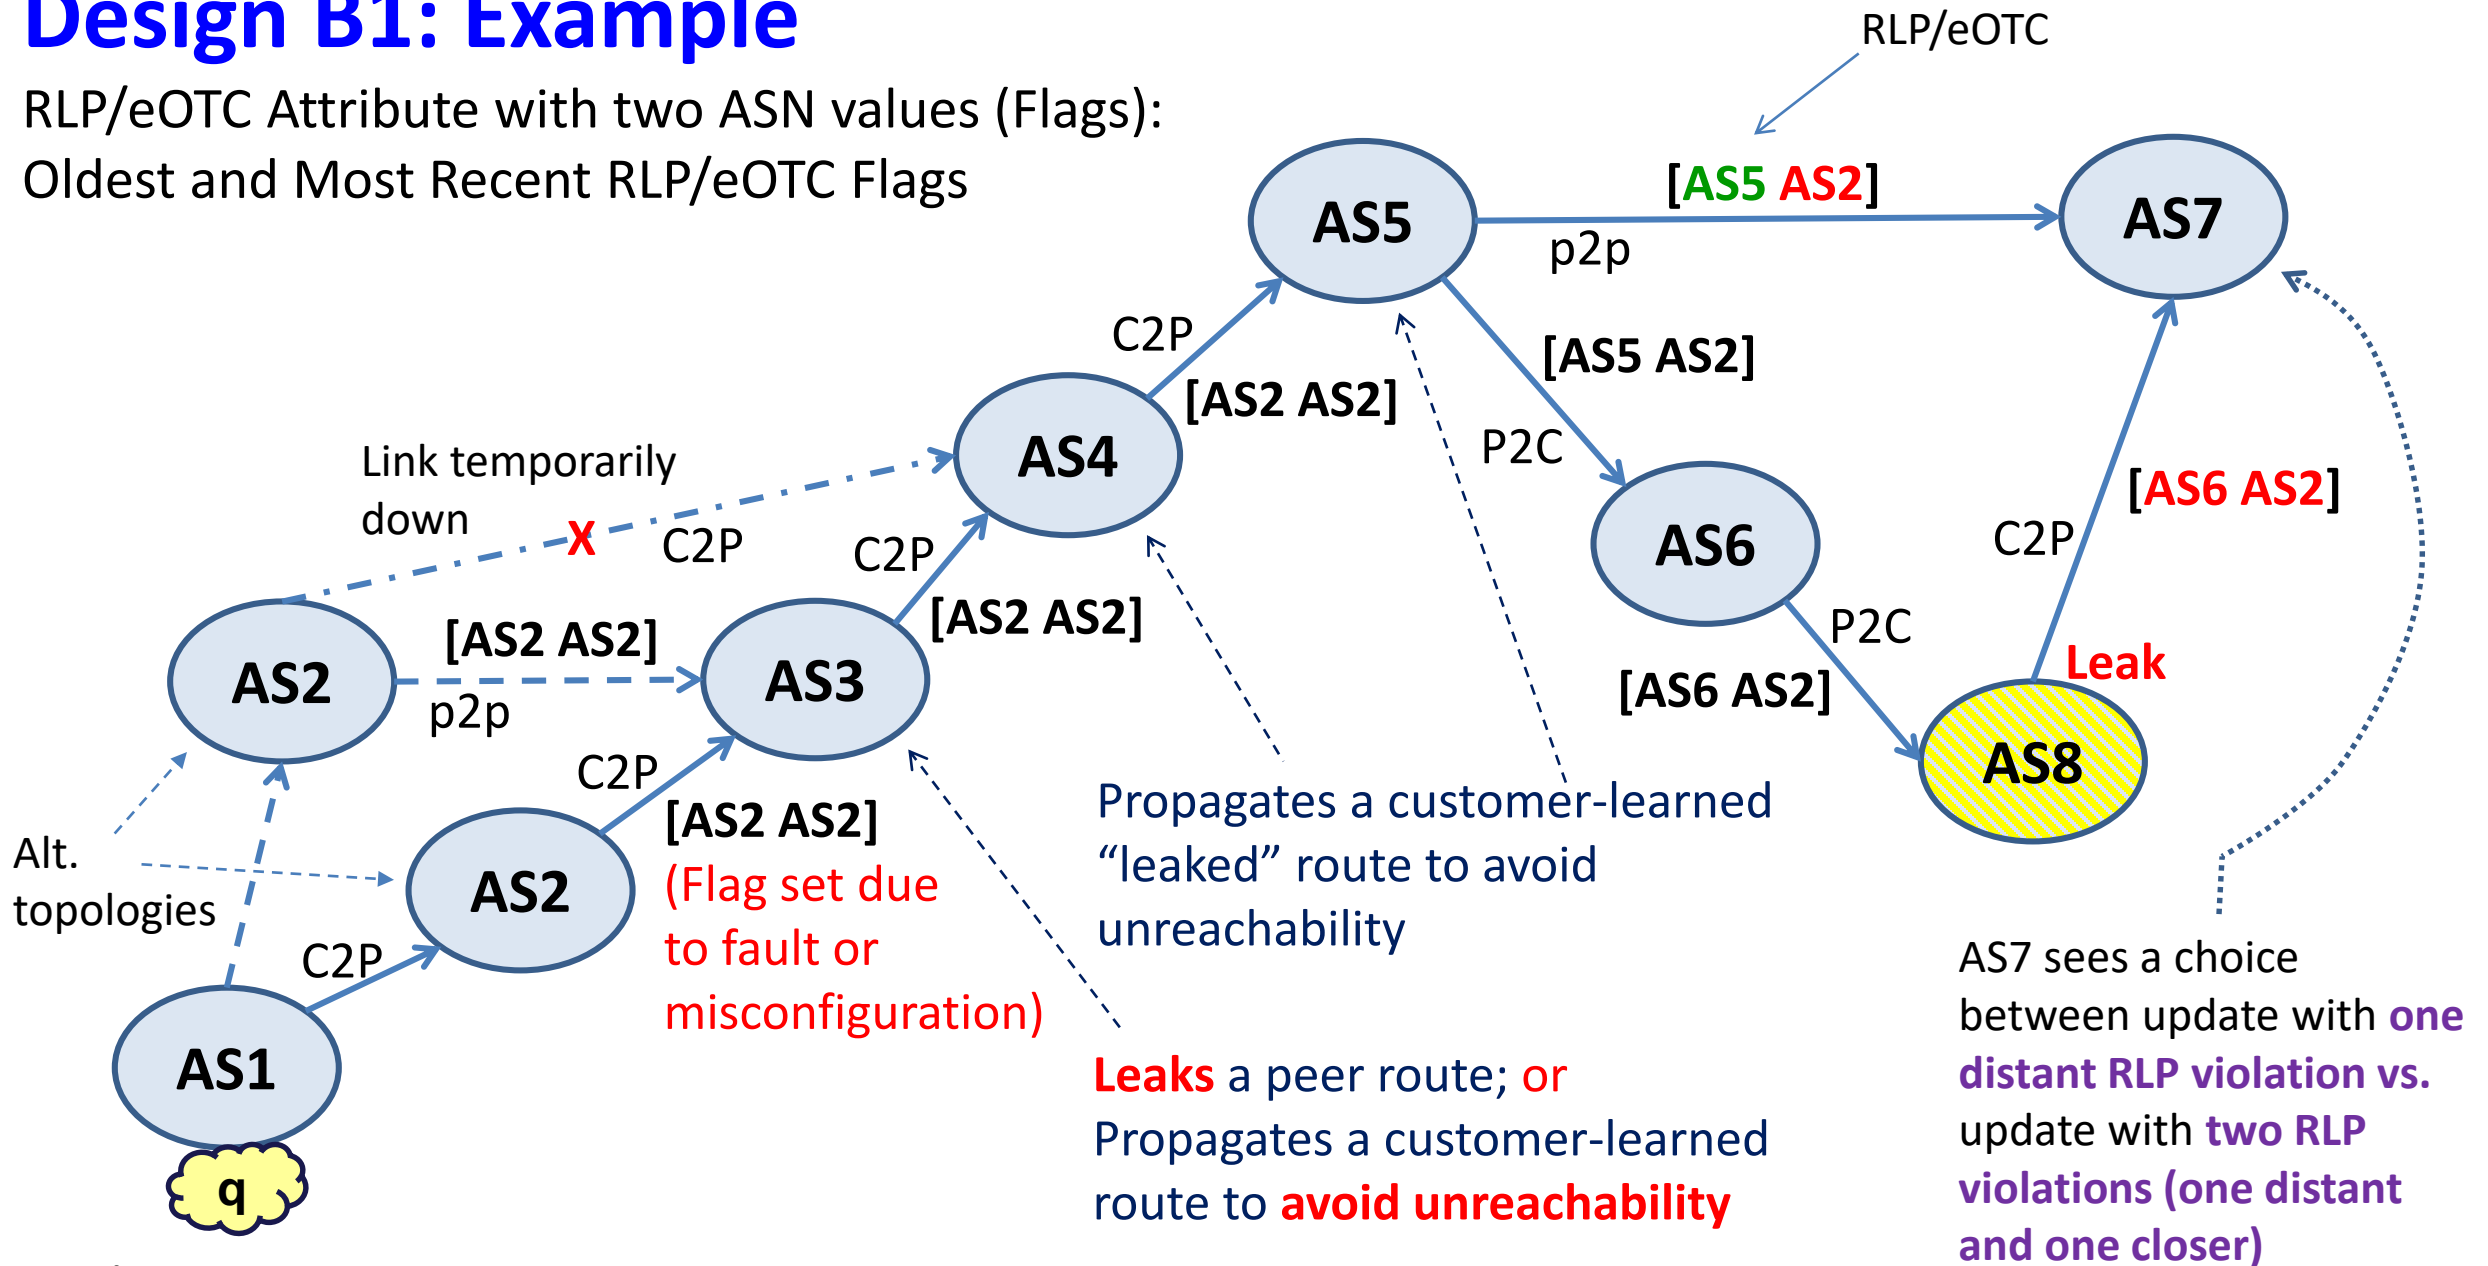 Design B1: Example
RLP/eOTC Attribute with two ASN values (Flags):
Oldest and Most Recent RLP/eOTC Flags
RLP/eOTC
[AS5 AS2]
AS5
AS7
p2p
C2P
[AS5 AS2]
[AS2 AS2]
P2C
Link temporarily
down
X
C2P
AS4
C2P
[AS6 AS2]
C2P
AS6
[AS2 AS2]
[AS2 AS2]
P2C
AS2
p2p
AS3
[AS6 AS2]
Leak
AS8
C2P
[AS2 AS2]
(Flag set due
to fault or
misconfiguration)
Alt.
topologies
AS2
C2P
AS1
q
Propagates a customer-learned
“leaked” route to avoid
unreachability
Leaks a peer route; or
Propagates a customer-learned
route to avoid unreachability
AS7 sees a choice
between update with one
distant RLP violation vs.
update with two RLP
violations (one distant
and one closer)